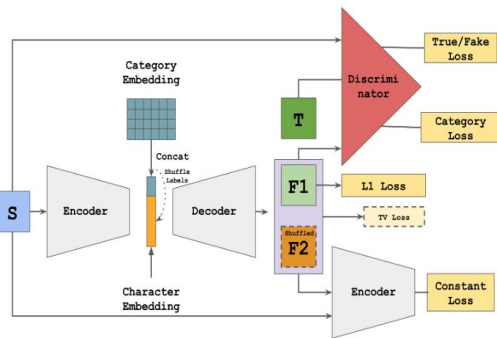 True/Fake
Loss
Category
Embedding
Discrimi
nator
T
Concat
Shuffle
Labels
Category
Loss
S
Encoder
Decoder
F1
L1 Loss
TV Loss
Shuffled
F2
Character
Embedding
Encoder
Constant
Loss